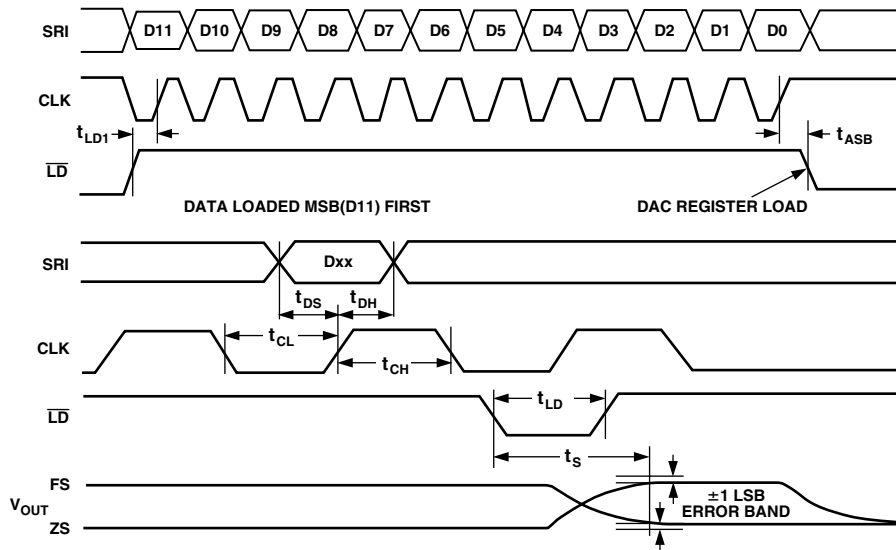 SRI D11 D10 D9 D8 D7 D6 D5 D4 D3 D2 D1 D0
CLK
tLD1 tASB
LD
DATA LOADED MSB(D11) FIRST DAC REGISTER LOAD
SRI Dxx
tDS tDH
tCL
CLK
tCH
tLD
LD
tS
FS
±1 LSB
VOUT ERROR BAND
ZS